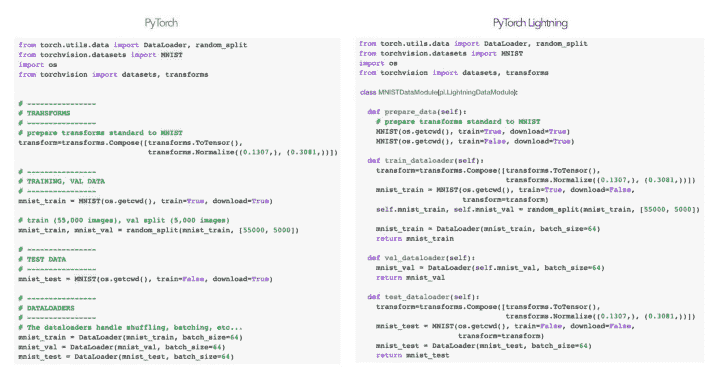 PyTorch
from torch.utils.data import DataLoader, random_split
from torchvision.datasets import MNIST
import os
from torchvision import datasets, transforms
# ----------------
# TRANSFORMS
# ----------------
# prepare transforms standard to MNIST
transform=transforms.Compose([transforms.ToTensor(),
transforms.Normalize((0.1307,), (0.3081,))])
# ----------------
# TRAINING, VAL DATA
# ----------------
mnist_train = MNIST(os.getcwd(), train=True, download=True)
# train (55,000 images), val split (5,000 images)
mnist_train, mnist_val = random_split(mnist_train, [55000, 5000])
# ----------------
# TEST DATA
# ----------------
mnist_test = MNIST(os.getcwd(), train=False, download=True)
# ----------------
# DATALOADERS
# ----------------
# The dataloaders handle shuffling, batching, etc...
mnist_train = DataLoader(mnist_train, batch_size=64)
mnist_val = DataLoader(mnist_val, batch_size=64)
mnist_test = DataLoader(mnist_test, batch_size=64)
PyTorch Lightning
from torch.utils.data import DataLoader, random_split
from torchvision.datasets import MNIST
import os
from torchvision import datasets, transforms
class MNISTDataModule(pl.LightningDataModule):
def prepare_data(self):
# prepare transforms standard to MNIST
MNIST(os.getcwd(), train=True, download=True)
MNIST(os.getcwd(), train=False, download=True)
def train_dataloader(self):
transform=transforms.Compose([transforms.ToTensor(),
transforms.Normalize((0.1307,), (0.3081,))])
mnist_train = MNIST(os.getcwd(), train=True, download=False,
transform=transform)
self.mnist_train, self.mnist_val = random_split(mnist_train, [55000, 5000])
mnist_train = DataLoader(mnist_train, batch_size=64)
return mnist_train
def val_dataloader(self):
mnist_val = DataLoader(self.mnist_val, batch_size=64)
return mnist_val
def test_dataloader(self):
transform=transforms.Compose([transforms.ToTensor(),
transforms.Normalize((0.1307,), (0.3081,))])
mnist_test = MNIST(os.getcwd(), train=False, download=False,
transform=transform)
mnist_test = DataLoader(mnist_test, batch_size=64)
return mnist_test